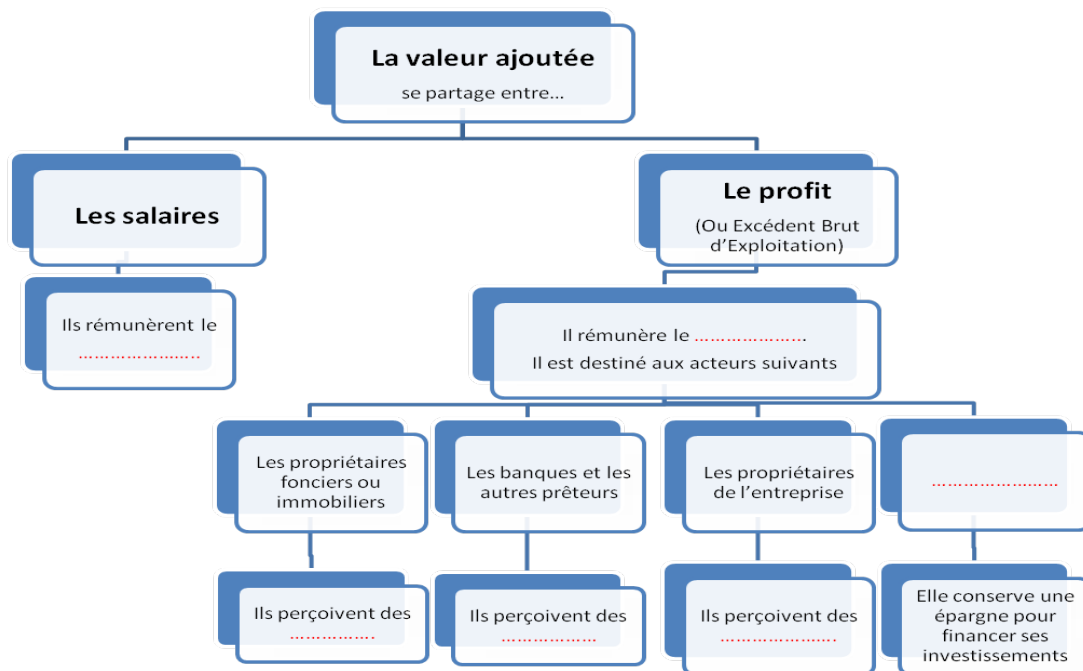 La valeur ajoutée
se partage entre…
Les salaires
Le profit
(Ou Excédent Brut
d’Exploitation)
Ils rémunèrent le
…………………..
Il rémunère le ………………….
Il est destiné aux acteurs suivants
Les propriétaires
fonciers ou
immobiliers
Les banques et les
autres prêteurs
Les propriétaires
de l’entreprise
……………………
Ils perçoivent des
…………….
Ils perçoivent des
………………
Ils perçoivent des
………………….
Elle conserve une
épargne pour
financer ses
investissements